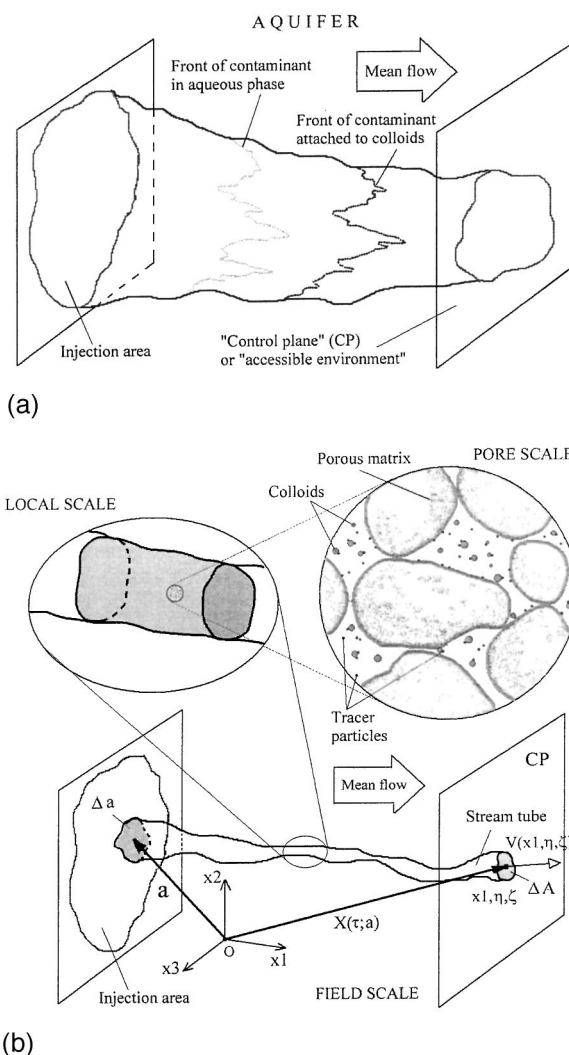 AQUIFER
Front of contaminant
in aqueous phase
Mean flow
Front of contaminant
attached to colloids
Injection area
"Control plane" (CP)
or "accessible environment"
(a)
LOCAL SCALE
Porous matrix
PORE SCALE
Colloids
Tracer
particles
Mean flow
CP
Δa
Stream tube
V(x1,η,ζ)
a
x2
x1,η,ζ
ΔA
X(τ;a)
O
x1
x3
Injection area
FIELD SCALE
(b)